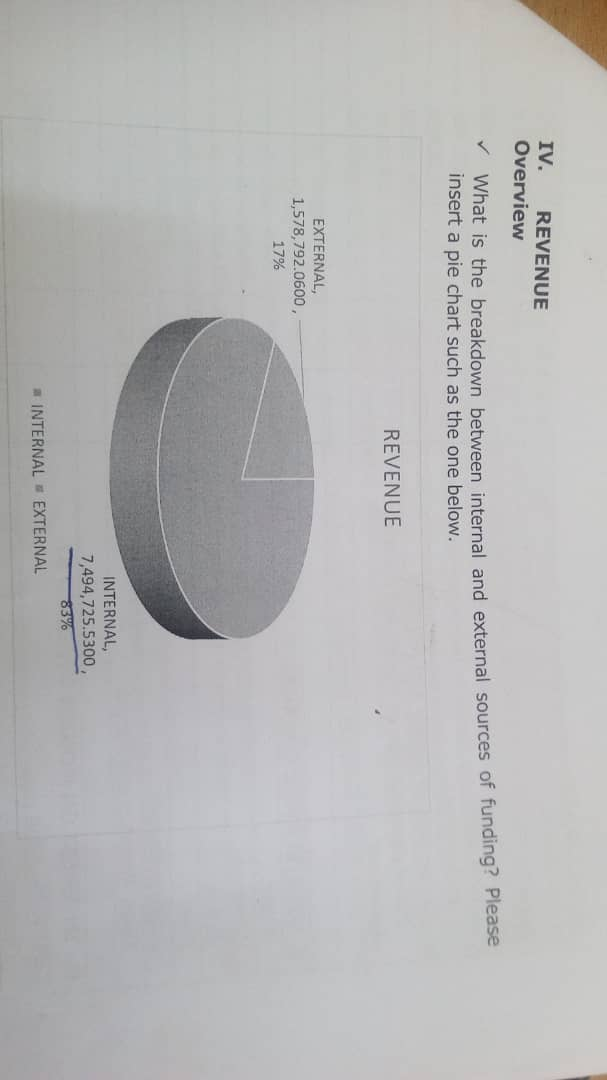 IV. REVENUE
Overview
✓ What is the breakdown between internal and external sources of funding? Please
insert a pie chart such as the one below.
REVENUE
EXTERNAL,
1,578,792.0600,
17%
INTERNAL,
7,494,725.5300,
83%
INTERNAL EXTERNAL